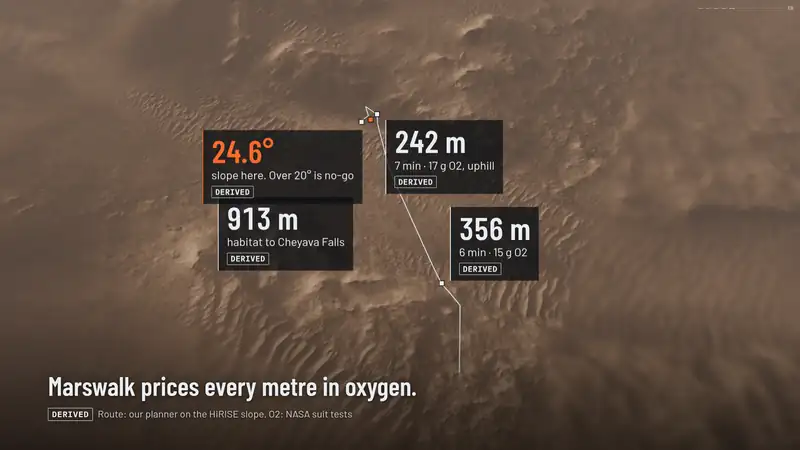 24.6°
slope here. Over 20° is no-go
DERIVED
242 m
7 min · 17 g O2, uphill
DERIVED
913 m
habitat to Cheyava Falls
DERIVED
356 m
6 min · 15 g O2
DERIVED
Marswalk prices every metre in oxygen.
DERIVED Route: our planner on the HiRISE slope. O2: NASA suit tests